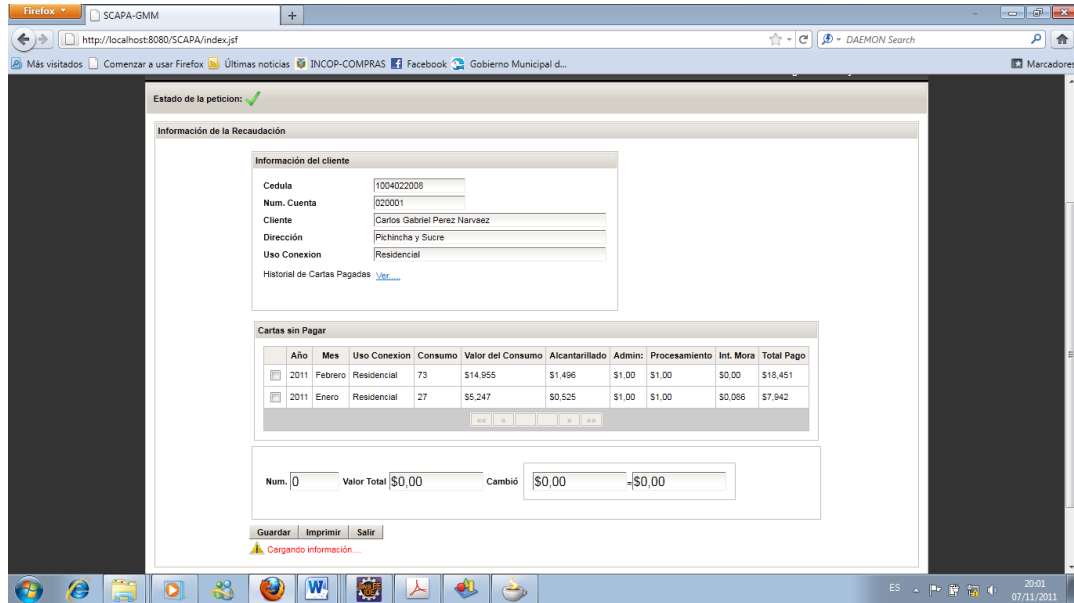 Firefox
SCAPA-GMM
http://localhost:8080/SCAPA/index.jsf
DAEMON Search
Más visitados Comenzar a usar Firefox Últimas noticias INCOP-COMPRAS Facebook Gobierno Municipal d...
Marcadores
Estado de la peticion:
Información de la Recaudación
Información del cliente
Cedula 1004022008
Num. Cuenta 020001
Cliente Carlos Gabriel Perez Narvaez
Dirección Pichincha y Sucre
Uso Conexion Residencial
Historial de Cartas Pagadas Ver.....
Cartas sin Pagar
Año Mes Uso Conexion Consumo Valor del Consumo Alcantarillado Admin: Procesamiento Int. Mora Total Pago
2011 Febrero Residencial 73 $14,955 $1,496 $1,00 $1,00 $0,00 $18,451
2011 Enero Residencial 27 $5,247 $0,525 $1,00 $1,00 $0,086 $7,942
«« « » »»
Num. 0 Valor Total $0,00 Cambió $0,00 = $0,00
Guardar Imprimir Salir
Cargando información....
ES 20:01
07/11/2011